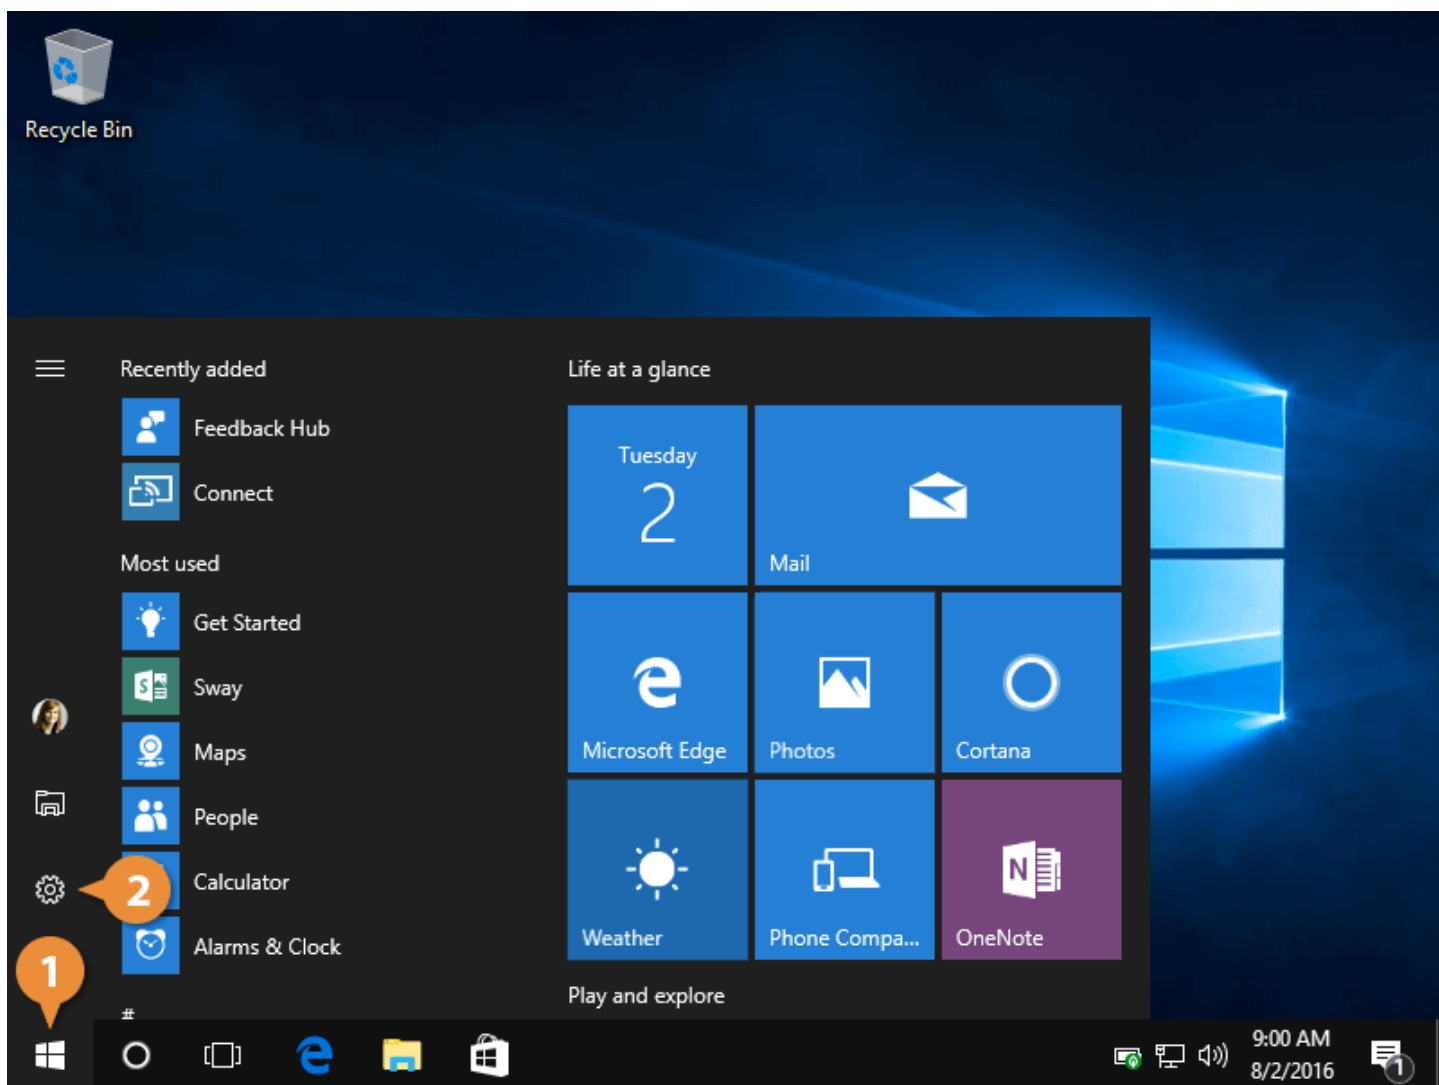 Recycle Bin
Recently added
Feedback Hub
Connect
Most used
Get Started
Sway
Maps
People
Calculator
Alarms & Clock
#
Life at a glance
Tuesday
2
Mail
Microsoft Edge
Photos
Cortana
Weather
Phone Compa...
OneNote
Play and explore
2
1
9:00 AM
8/2/2016
1